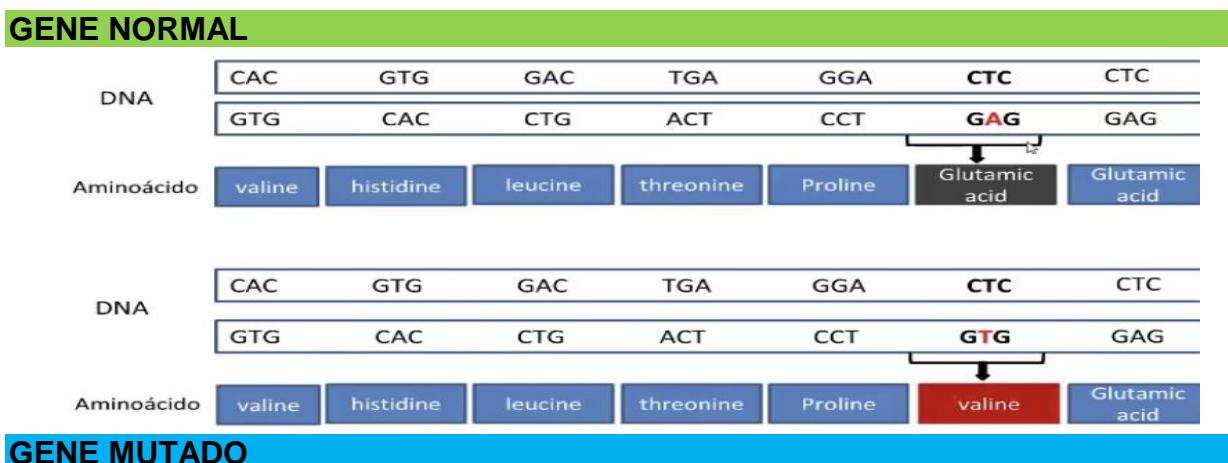 GENE NORMAL
CAC GTG GAC TGA GGA CTC CTC
DNA
GTG CAC CTG ACT CCT GAG GAG
Aminoácido valine histidine leucine threonine Proline Glutamic acid Glutamic acid
CAC GTG GAC TGA GGA CTC CTC
DNA
GTG CAC CTG ACT CCT GTG GAG
Aminoácido valine histidine leucine threonine Proline valine Glutamic acid
GENE MUTADO